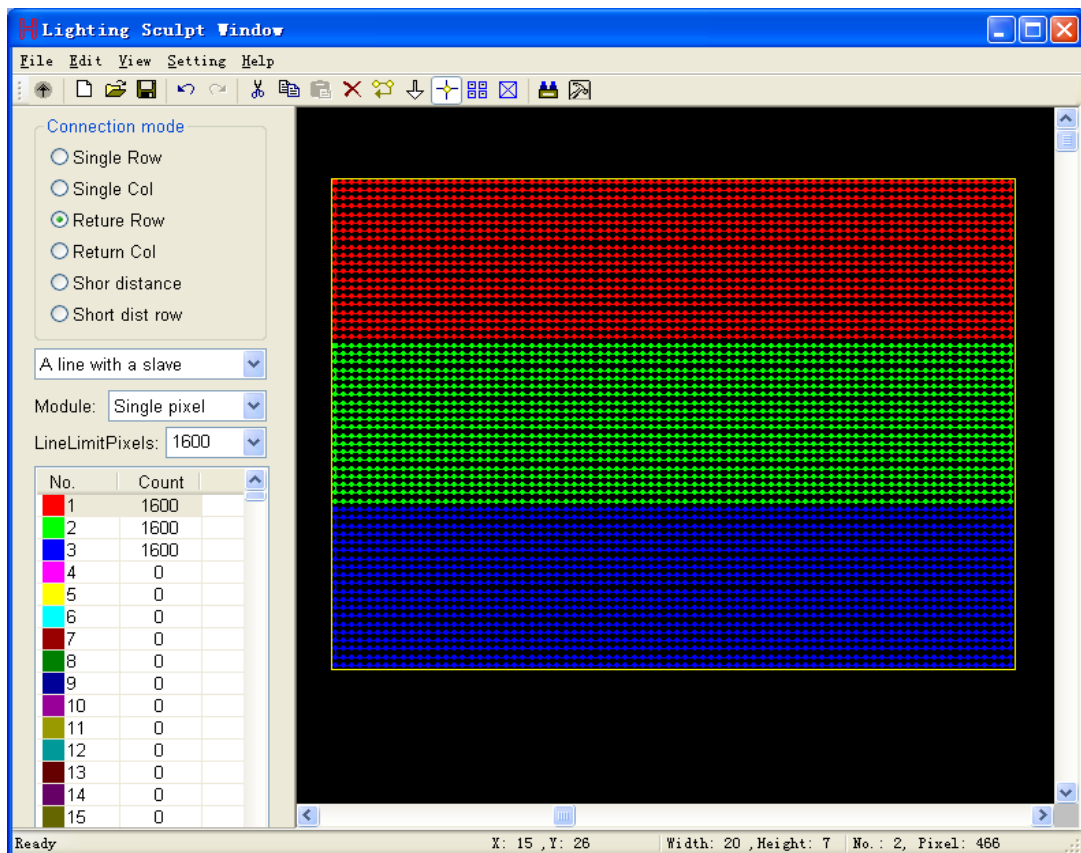 Lighting Sculpt Window
File Edit View Setting Help
Connection mode
Single Row
Single Col
Reture Row
Return Col
Shor distance
Short dist row
A line with a slave
Module: Single pixel
LineLimitPixels: 1600
No. Count
1 1600
2 1600
3 1600
4 0
5 0
6 0
7 0
8 0
9 0
10 0
11 0
12 0
13 0
14 0
15 0
Ready X: 15 ,Y: 26 Width: 20 ,Height: 7 No.: 2, Pixel: 466